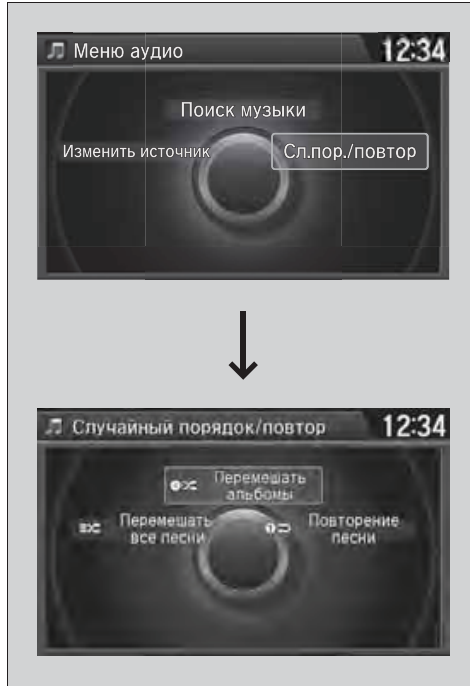 Меню аудио 12:34
Поиск музыки
Изменить источник Сл.пор./повтор
Случайный порядок/повтор 12:34
Перемешать
альбомы
Перемешать
все песни
Повторение
песни